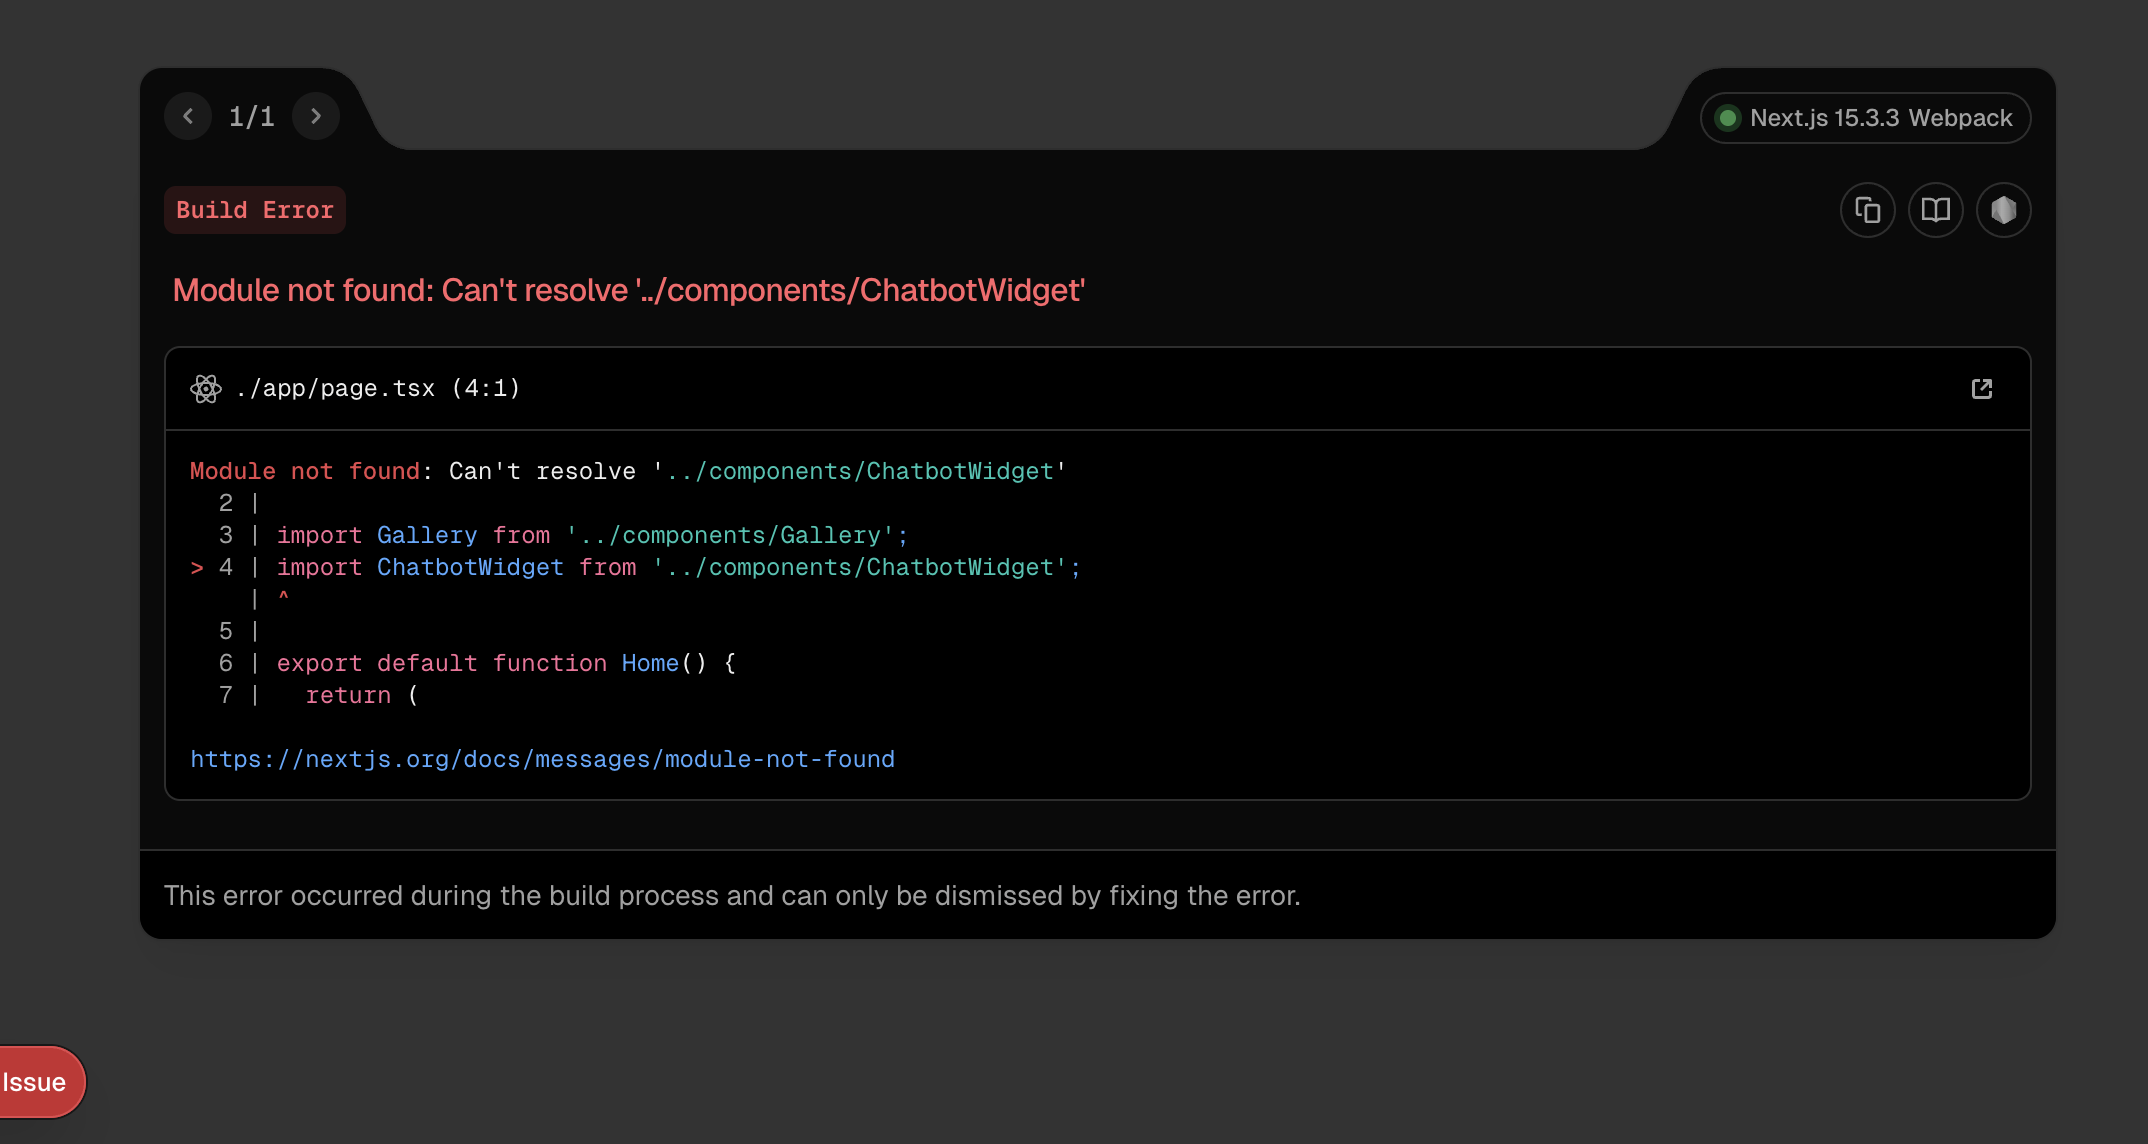 1/1
Next.js 15.3.3 Webpack
Build Error
Module not found: Can't resolve '../components/ChatbotWidget'
./app/page.tsx (4:1)
Module not found: Can't resolve '../components/ChatbotWidget'
2 |
3 | import Gallery from '../components/Gallery';
> 4 | import ChatbotWidget from '../components/ChatbotWidget';
| ^
5 |
6 | export default function Home() {
7 |   return (
https://nextjs.org/docs/messages/module-not-found
This error occurred during the build process and can only be dismissed by fixing the error.
Issue